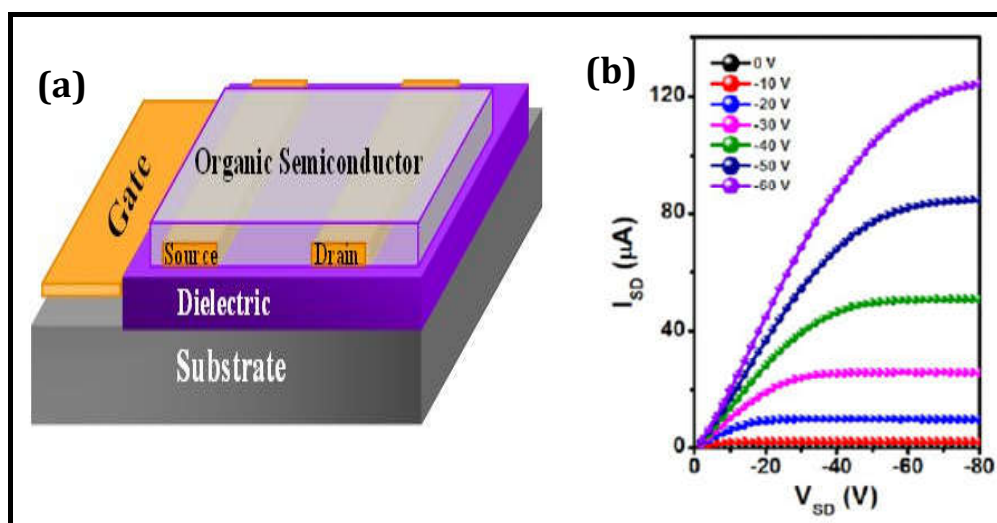 (a)
Organic Semiconductor
Gate
Source
Drain
Dielectric
Substrate
(b)
0 V
-10 V
-20 V
-30 V
-40 V
-50 V
-60 V
120
80
40
0
I_SD (μA)
0 -20 -40 -60 -80
V_SD (V)